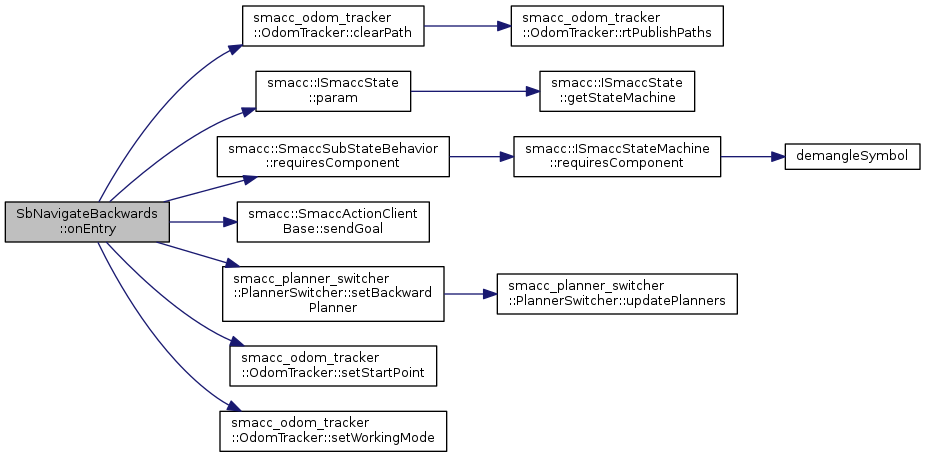 smacc_odom_tracker
::OdomTracker::clearPath
smacc_odom_tracker
::OdomTracker::rtPublishPaths
smacc::ISmaccState
::param
smacc::ISmaccState
::getStateMachine
smacc::SmaccSubStateBehavior
::requiresComponent
smacc::ISmaccStateMachine
::requiresComponent
demangleSymbol
SbNavigateBackwards
::onEntry
smacc::SmaccActionClient
Base::sendGoal
smacc_planner_switcher
::PlannerSwitcher::setBackward
Planner
smacc_planner_switcher
::PlannerSwitcher::updatePlanners
smacc_odom_tracker
::OdomTracker::setStartPoint
smacc_odom_tracker
::OdomTracker::setWorkingMode